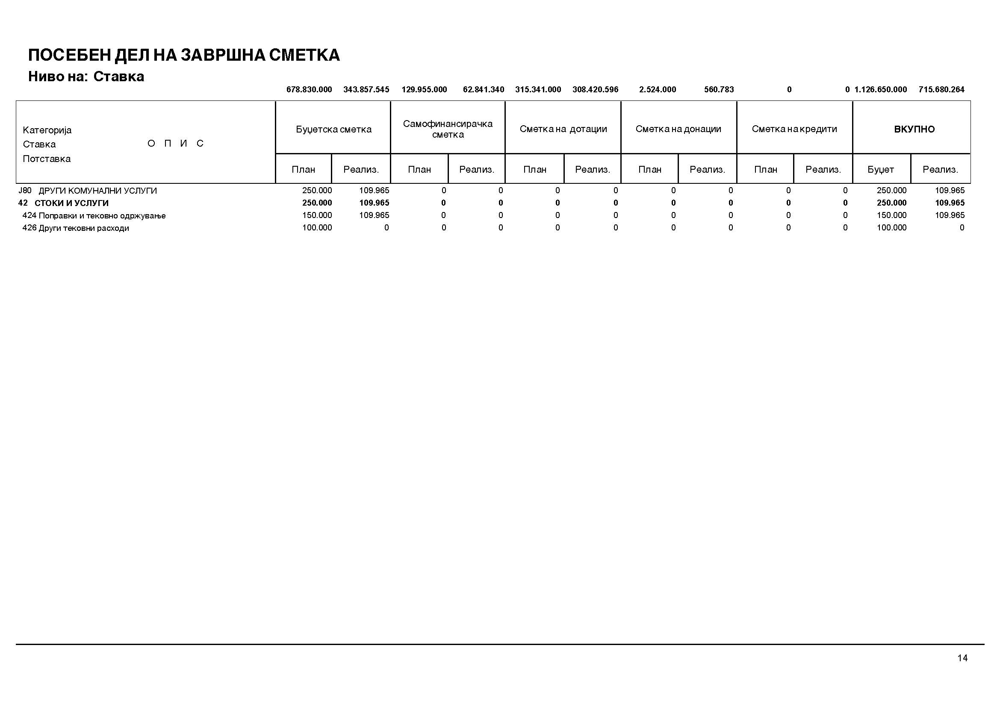 ПОСЕБЕН ДЕЛ НА ЗАВРШНА СМЕТКА
Ниво на: Ставка
678.830.000 343.857.545 129.955.000 62.841.340 315.341.000 308.420.596 2.524.000 560.783 0 0 1.126.650.000 715.680.264
Категорија
Ставка О П И С
Потставка
Буџетска сметка
Самофинансирачка
сметка
Сметка на дотации
Сметка на донации
Сметка на кредити
ВКУПНО
План Реализ. План Реализ. План Реализ. План Реализ. План Реализ. Буџет Реализ.
J80 ДРУГИ КОМУНАЛНИ УСЛУГИ 250.000 109.965 0 0 0 0 0 0 0 0 250.000 109.965
42 СТОКИ И УСЛУГИ 250.000 109.965 0 0 0 0 0 0 0 0 250.000 109.965
424 Поправки и тековно одржување 150.000 109.965 0 0 0 0 0 0 0 0 150.000 109.965
426 Други тековни расходи 100.000 0 0 0 0 0 0 0 0 0 100.000 0
14